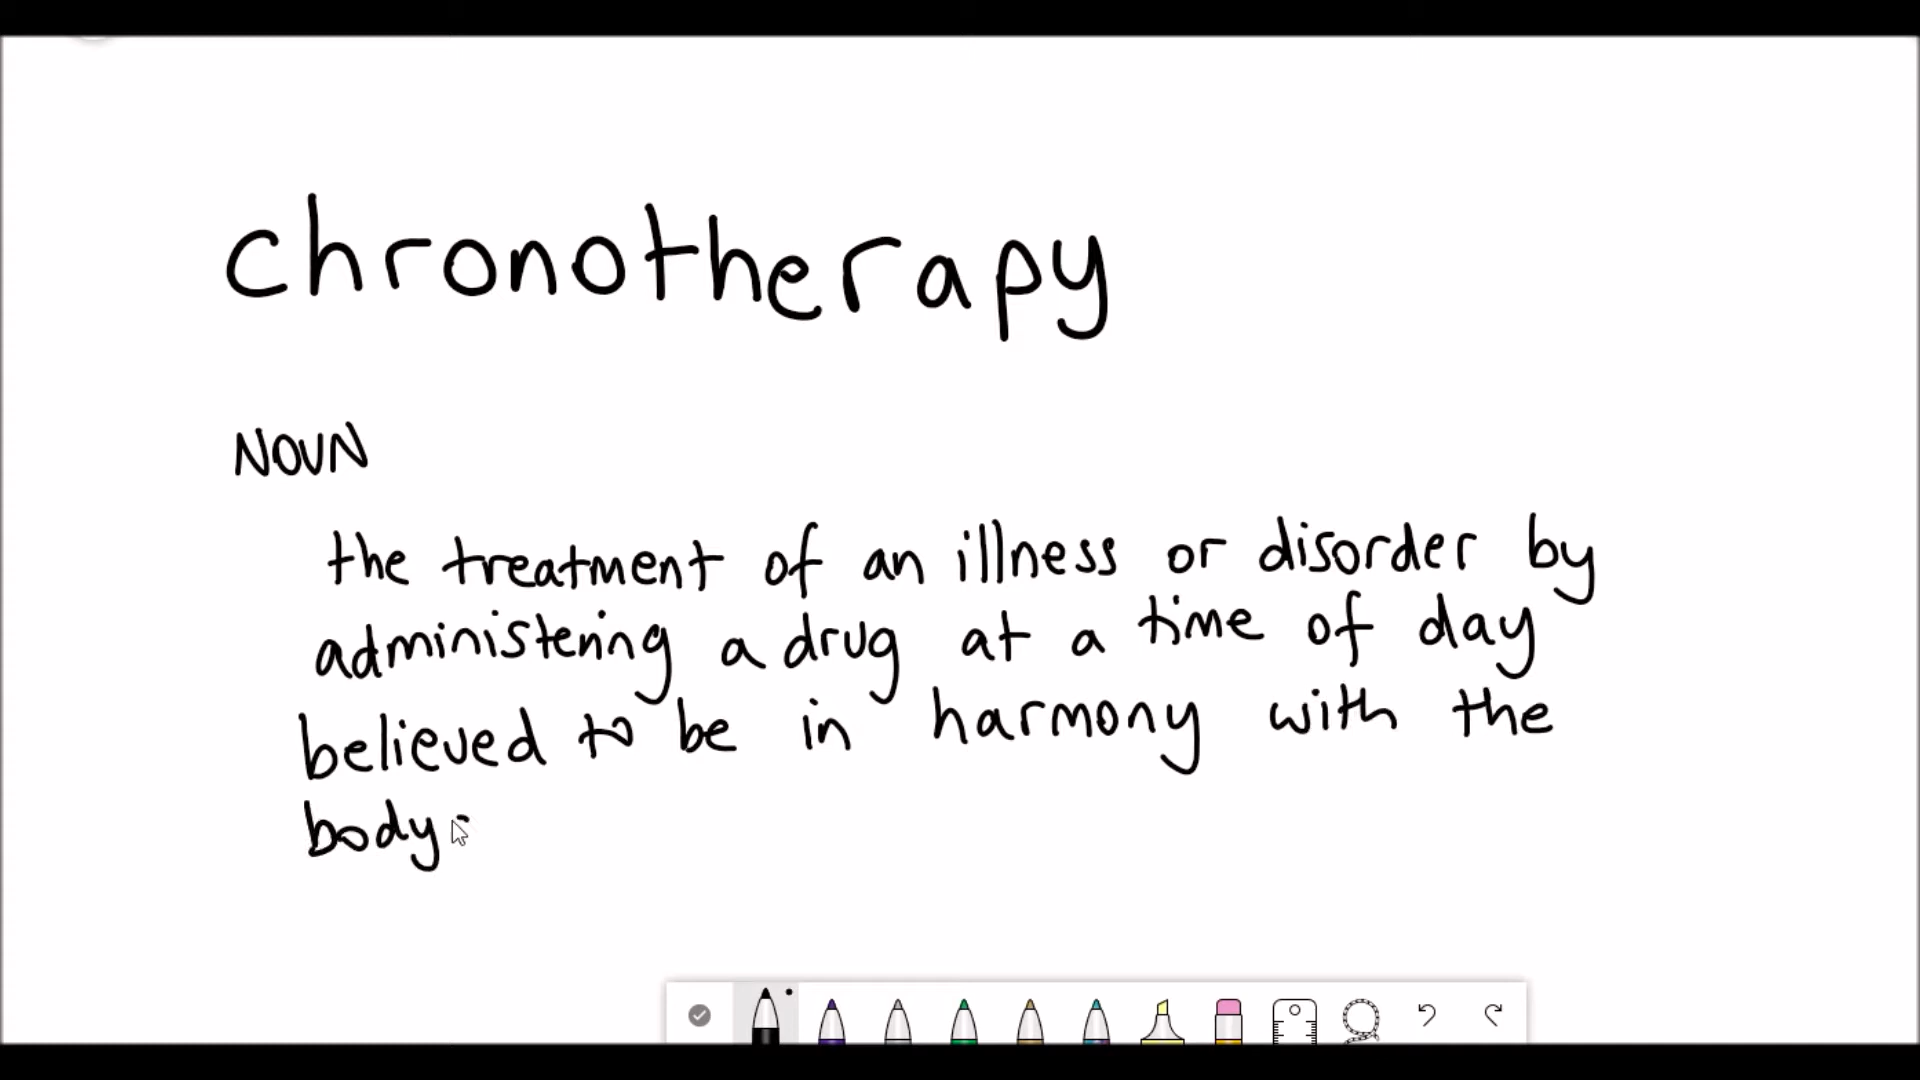 chronotherapy
NOUN
the treatment of an illness or disorder by
administering a drug at a time of day
believed to be in harmony with the
body